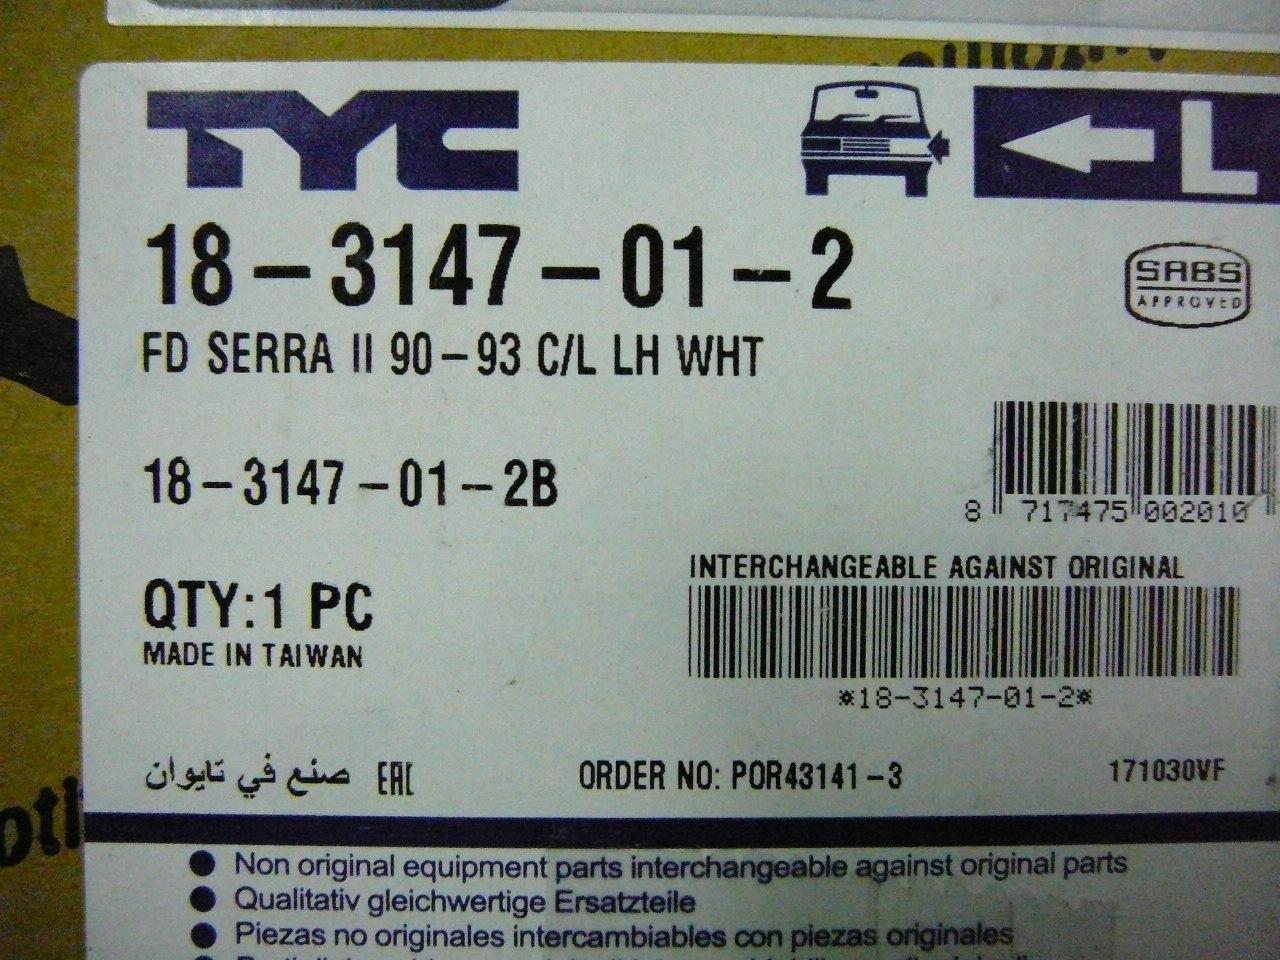 TYC
L
18-3147-01-2
SABS
APPROVED
FD SERRA II 90-93 C/L LH WHT
18-3147-01-2B
8 717475 002010
INTERCHANGEABLE AGAINST ORIGINAL
QTY:1 PC
MADE IN TAIWAN
*18-3147-01-2*
صنع في تايوان
EAC
ORDER NO: POR43141-3
171030VF
Non original equipment parts interchangeable against original parts
Qualitativ gleichwertige Ersatzteile
Piezas no originales intercambiables con piezas originales